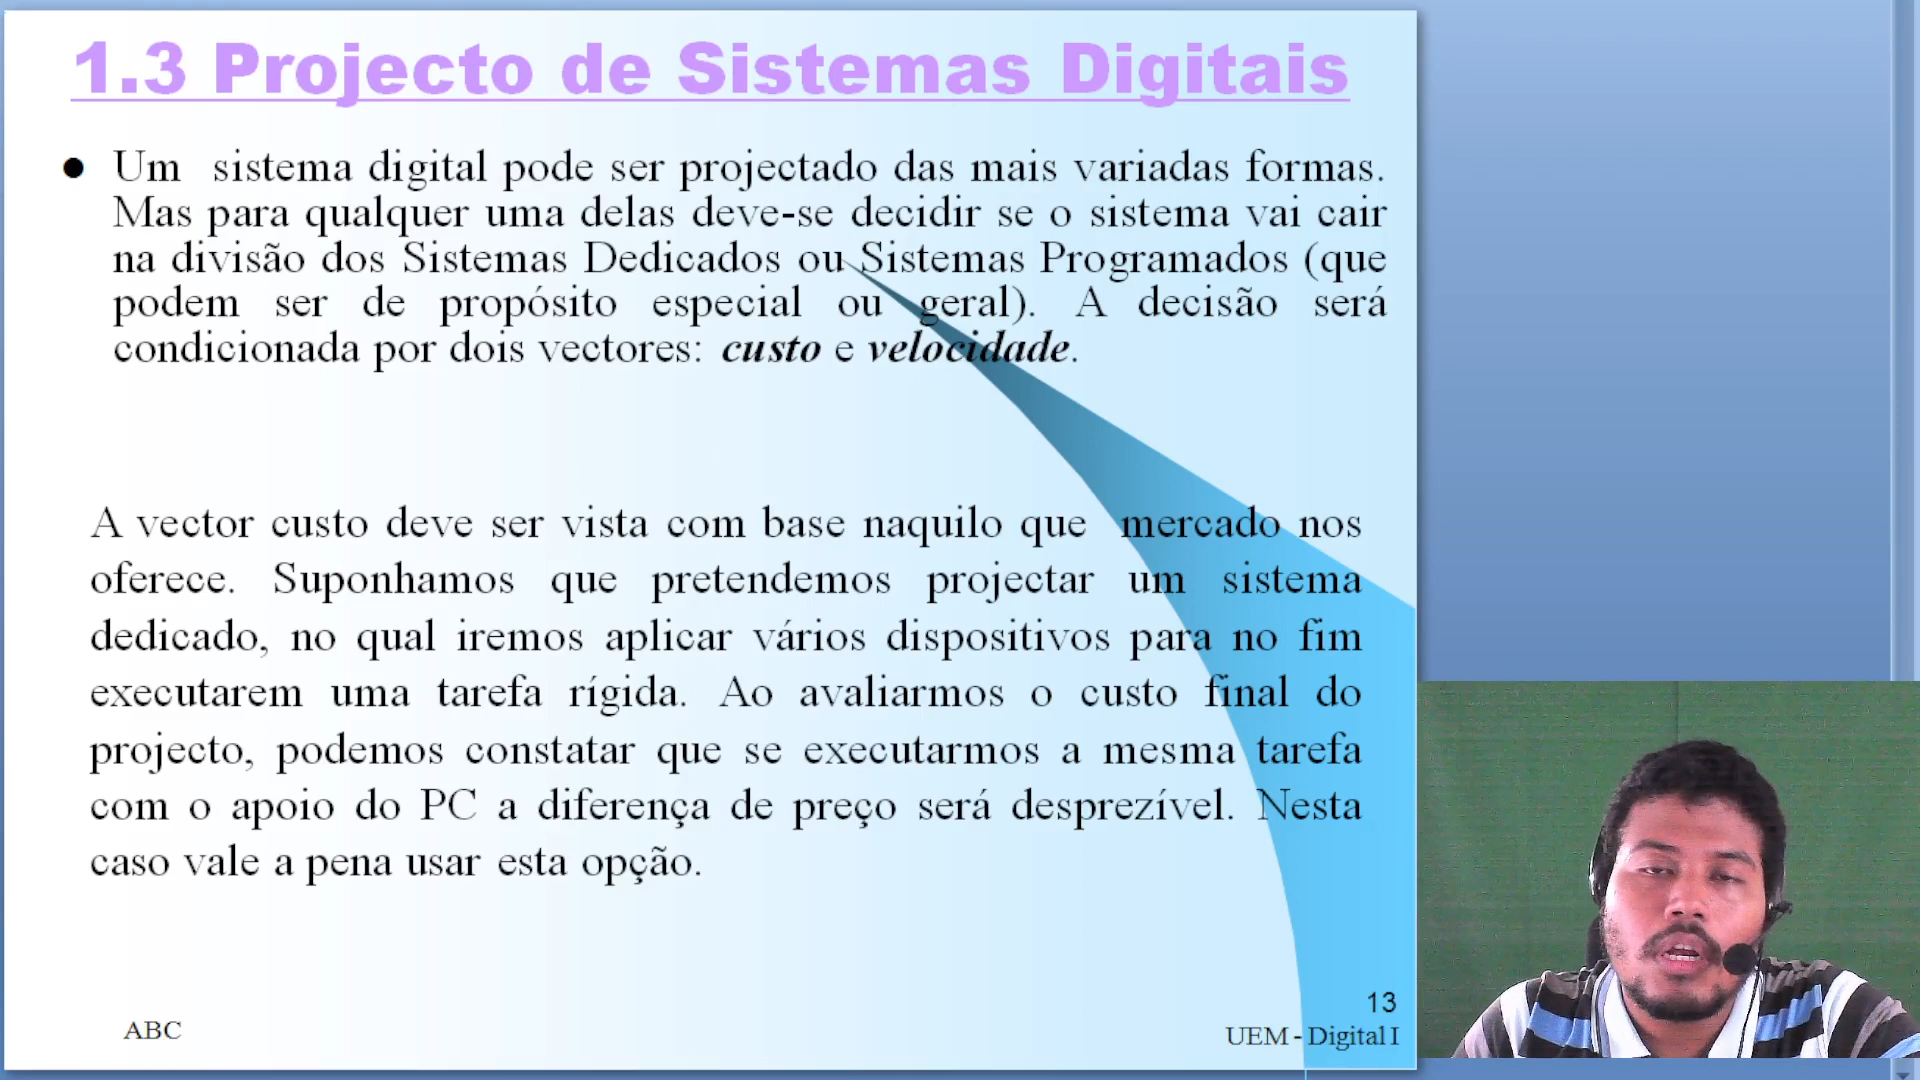 1.3 Projecto de Sistemas Digitais
● Um sistema digital pode ser projectado das mais variadas formas.
Mas para qualquer uma delas deve-se decidir se o sistema vai cair
na divisão dos Sistemas Dedicados ou Sistemas Programados (que
podem ser de propósito especial ou geral). A decisão será
condicionada por dois vectores: custo e velocidade.
A vector custo deve ser vista com base naquilo que mercado nos
oferece. Suponhamos que pretendemos projectar um sistema
dedicado, no qual iremos aplicar vários dispositivos para no fim
executarem uma tarefa rígida. Ao avaliarmos o custo final do
projecto, podemos constatar que se executarmos a mesma tarefa
com o apoio do PC a diferença de preço será desprezível. Nesta
caso vale a pena usar esta opção.
13
ABC
UEM - Digital I